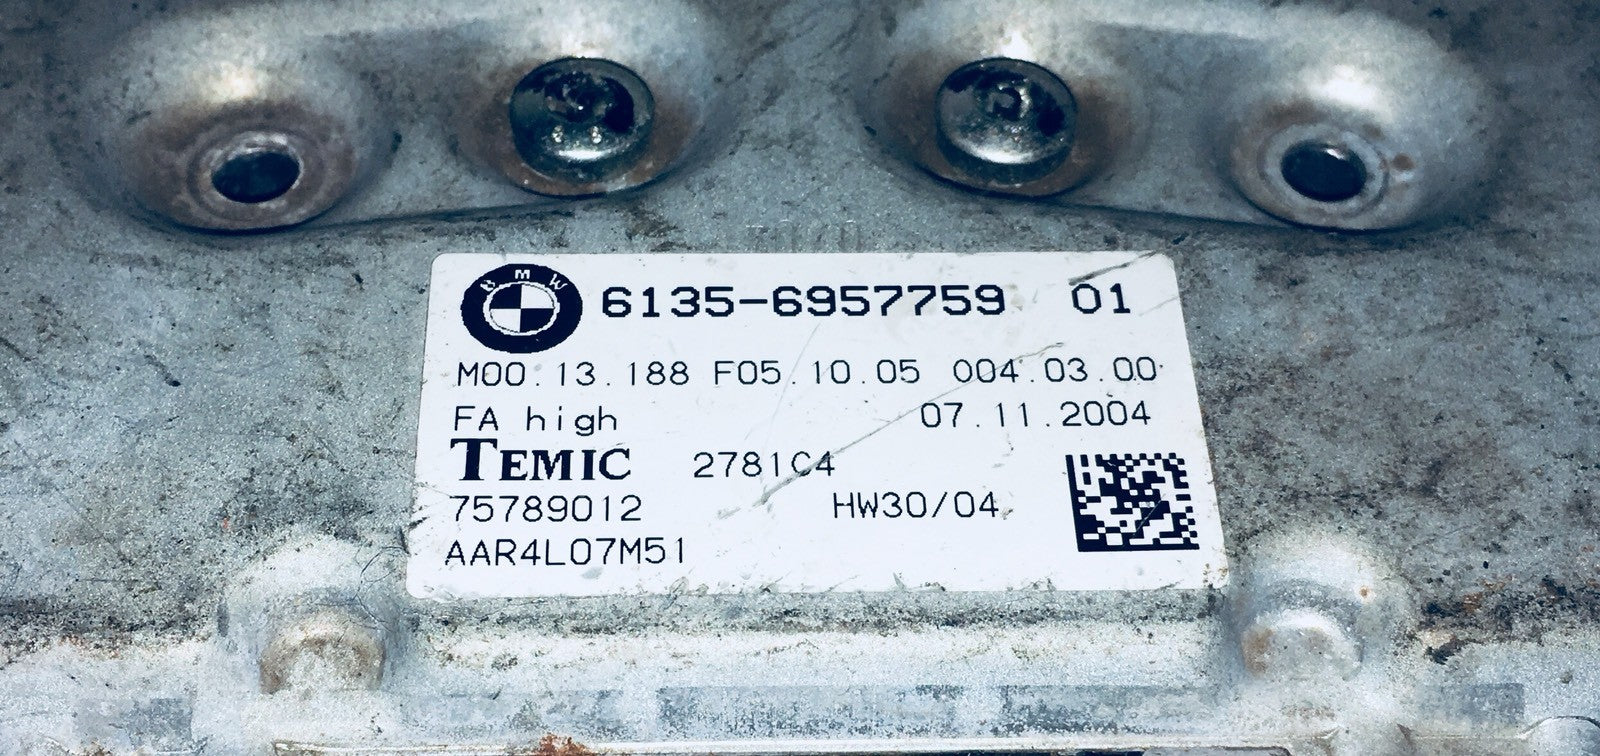 BMW
6135-6957759 01
M00.13.188 F05.10.05 004.03.00
FA high 07.11.2004
TEMIC 2781C4
75789012 HW30/04
AAR4L07M51